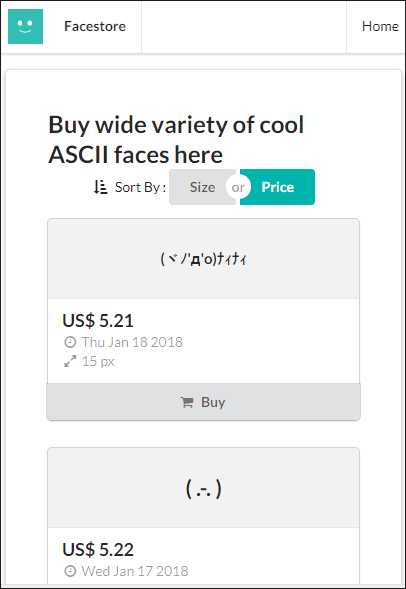 Facestore Home
Buy wide variety of cool
ASCII faces here
Sort By : Size or Price
(ヾﾉ'д'o)ﾅｨﾅｨ
US$ 5.21
Thu Jan 18 2018
15 px
Buy
( .-. )
US$ 5.22
Wed Jan 17 2018